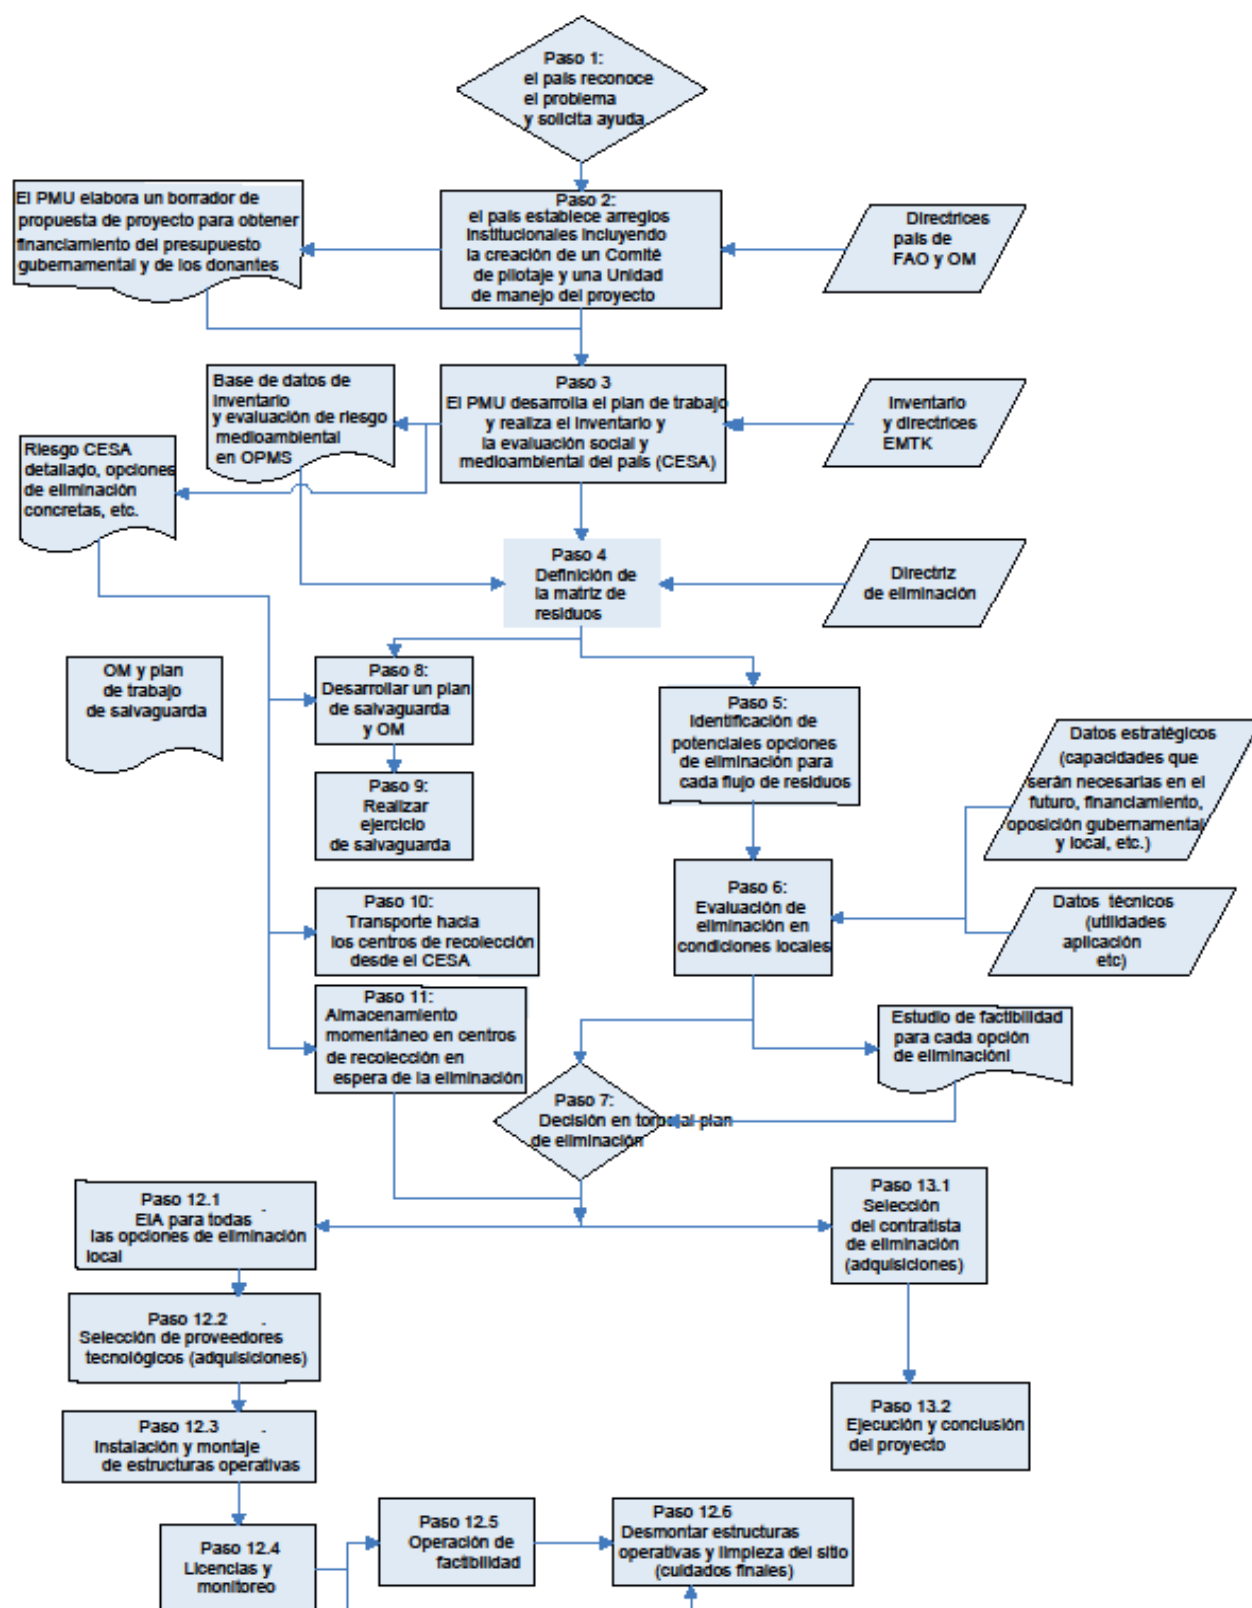 Paso 1:
el país reconoce
el problema
y solicita ayuda
El PMU elabora un borrador de
propuesta de proyecto para obtener
financiamiento del presupuesto
gubernamental y de los donantes
Paso 2:
el país establece arreglos
institucionales incluyendo
la creación de un Comité
de pilotaje y una Unidad
de manejo del proyecto
Directrices
país de
FAO y OM
Base de datos de
inventario
y evaluación de riesgo
medioambiental
en OPMS
Paso 3
El PMU desarrolla el plan de trabajo
y realiza el inventario y
la evaluación social y
medioambiental del país (CESA)
Inventario
y directrices
EMTK
Riesgo CESA
detallado, opciones
de eliminación
concretas, etc.
Paso 4
Definición de
la matriz de
residuos
Directriz
de eliminación
OM y plan
de trabajo
de salvaguarda
Paso 8:
Desarrollar un plan
de salvaguarda
y OM
Paso 5:
Identificación de
potenciales opciones
de eliminación para
cada flujo de residuos
Datos estratégicos
(capacidades que
serán necesarias en el
futuro, financiamiento,
oposición gubernamental
y local, etc.)
Paso 9:
Realizar
ejercicio
de salvaguarda
Paso 6:
Evaluación de
eliminación en
condiciones locales
Datos técnicos
(utilidades
aplicación
etc)
Paso 10:
Transporte hacia
los centros de recolección
desde el CESA
Paso 11:
Almacenamiento
momentáneo en centros
de recolección en
espera de la eliminación
Estudio de factibilidad
para cada opción
de eliminaciónl
Paso 7:
Decisión en torno al plan
de eliminación
Paso 12.1
EIA para todas
las opciones de eliminación
local
Paso 13.1
Selección
del contratista
de eliminación
(adquisiciones)
Paso 12.2
Selección de proveedores
tecnológicos (adquisiciones)
Paso 12.3
Instalación y montaje
de estructuras operativas
Paso 13.2
Ejecución y conclusión
del proyecto
Paso 12.4
Licencias y
monitoreo
Paso 12.5
Operación de
factibilidad
Paso 12.6
Desmontar estructuras
operativas y limpieza del sitio
(cuidados finales)